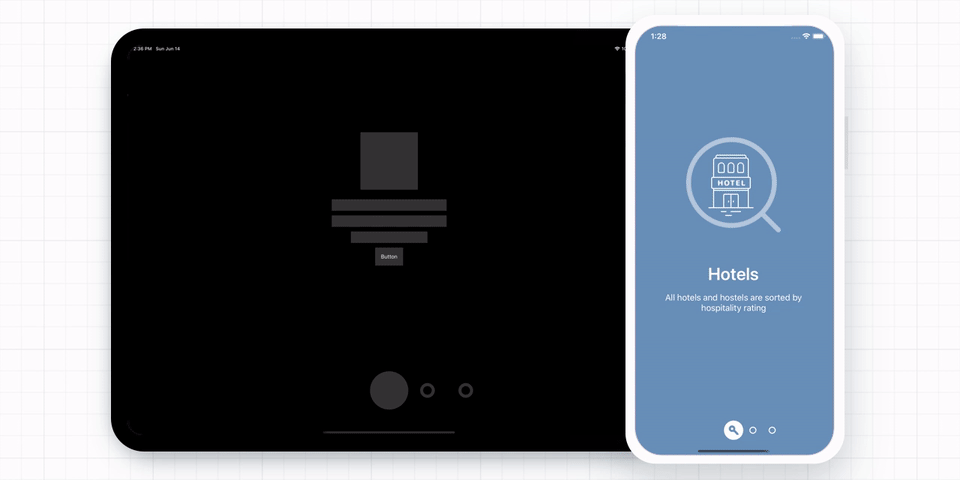 2:36 PM Sun Jun 14
Button
1:28
HOTEL
Hotels
All hotels and hostels are sorted by
hospitality rating